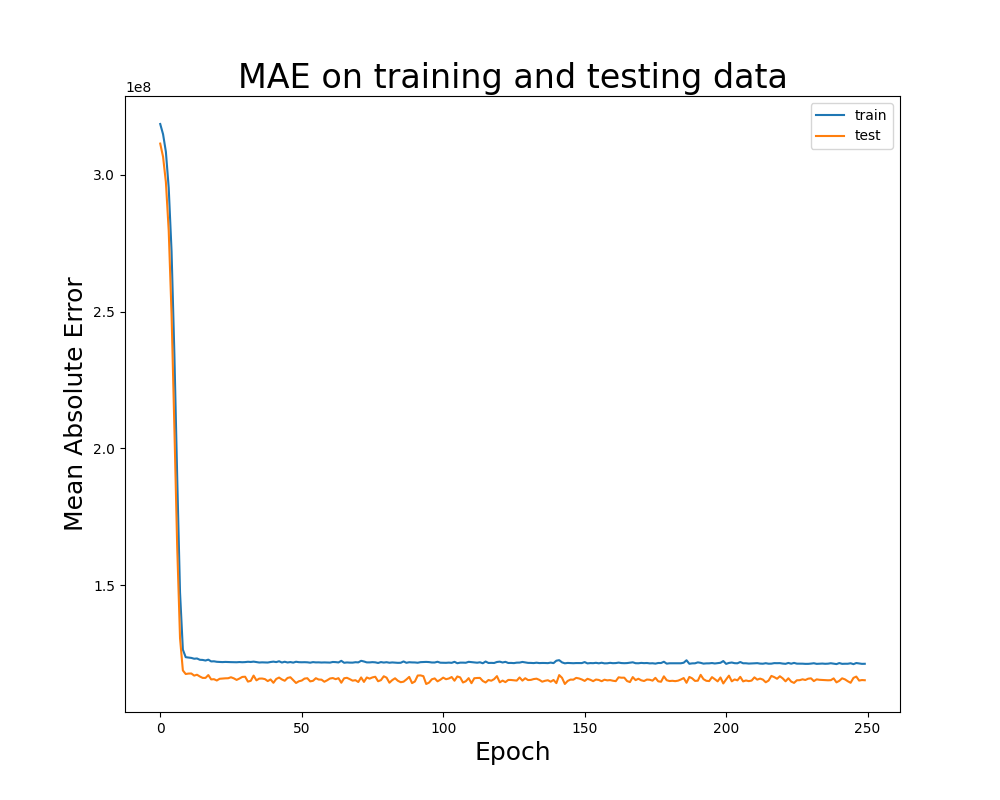 MAE on training and testing data
1e8
train
test
3.0
2.5
2.0
1.5
Mean Absolute Error
0 50 100 150 200 250
Epoch